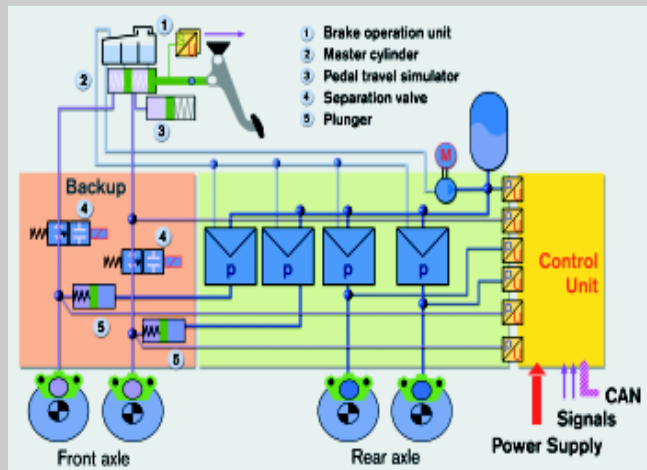 1
1 Brake operation unit
2 Master cylinder
3 Pedal travel simulator
4 Separation valve
5 Plunger
2
3
M
Backup
4
4
p p p p
Control
Unit
5
5
CAN
Signals
Power Supply
Front axle
Rear axle